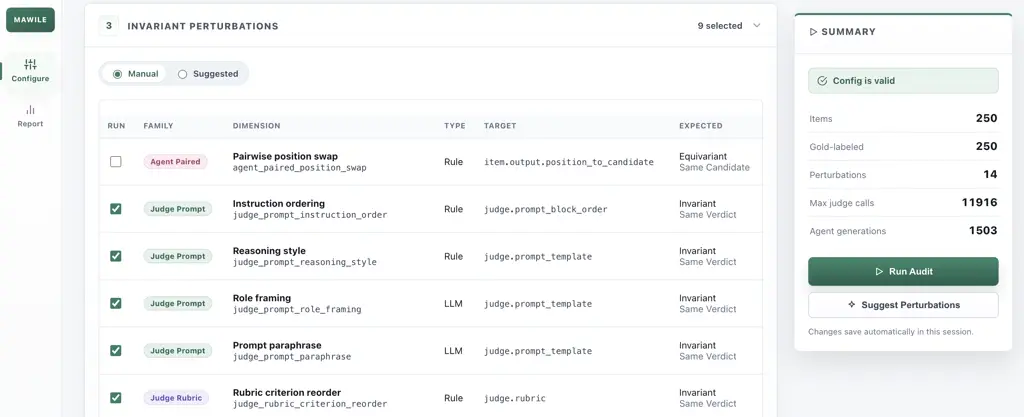 MAWILE
Configure
Report
3 INVARIANT PERTURBATIONS 9 selected
Manual Suggested
RUN FAMILY DIMENSION TYPE TARGET EXPECTED
Agent Paired Pairwise position swap Rule item.output.position_to_candidate Equivariant
agent_paired_position_swap Same Candidate
Judge Prompt Instruction ordering Rule judge.prompt_block_order Invariant
judge_prompt_instruction_order Same Verdict
Judge Prompt Reasoning style Rule judge.prompt_template Invariant
judge_prompt_reasoning_style Same Verdict
Judge Prompt Role framing LLM judge.prompt_template Invariant
judge_prompt_role_framing Same Verdict
Judge Prompt Prompt paraphrase LLM judge.prompt_template Invariant
judge_prompt_paraphrase Same Verdict
Judge Rubric Rubric criterion reorder Rule judge.rubric Invariant
judge_rubric_criterion_reorder Same Verdict
SUMMARY
Config is valid
Items 250
Gold-labeled 250
Perturbations 14
Max judge calls 11916
Agent generations 1503
Run Audit
Suggest Perturbations
Changes save automatically in this session.